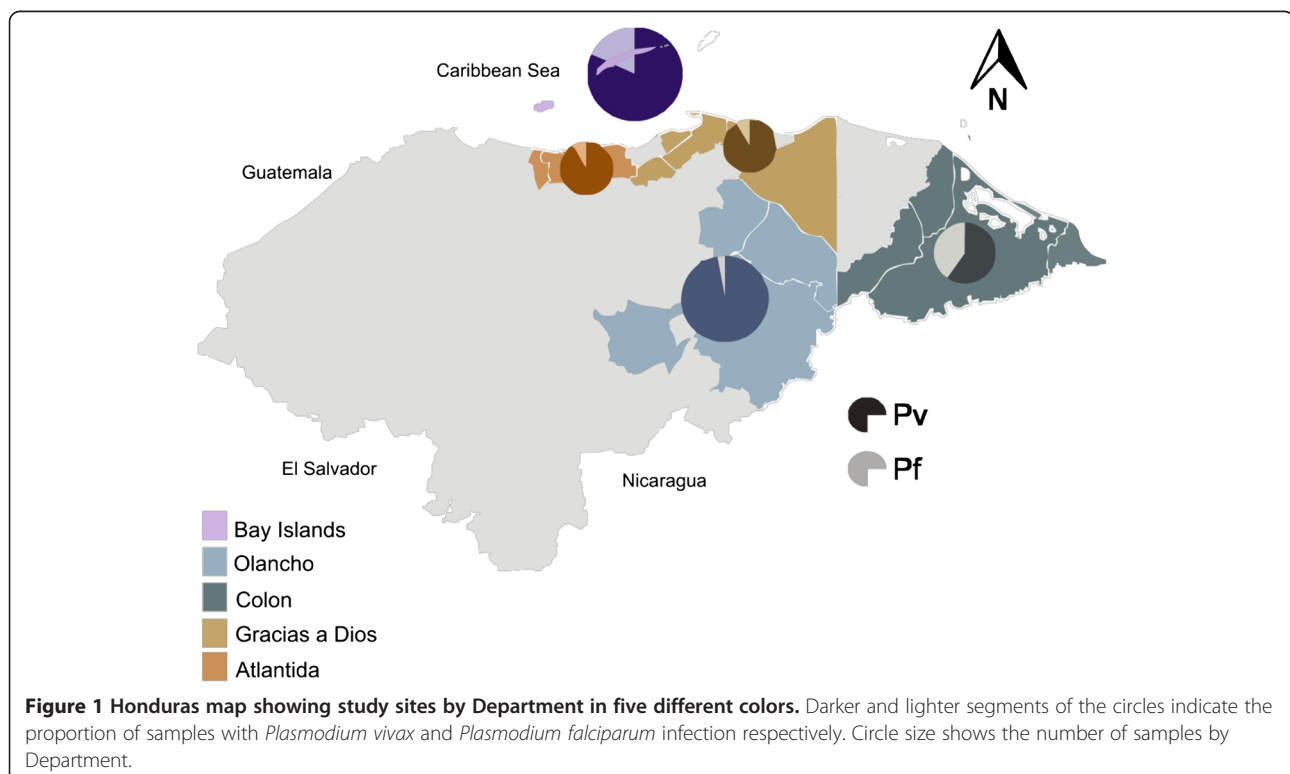 Caribbean Sea
N
Guatemala
Pv
Pf
El Salvador
Nicaragua
Bay Islands
Olancho
Colon
Gracias a Dios
Atlantida
Figure 1 Honduras map showing study sites by Department in five different colors. Darker and lighter segments of the circles indicate the
proportion of samples with Plasmodium vivax and Plasmodium falciparum infection respectively. Circle size shows the number of samples by
Department.